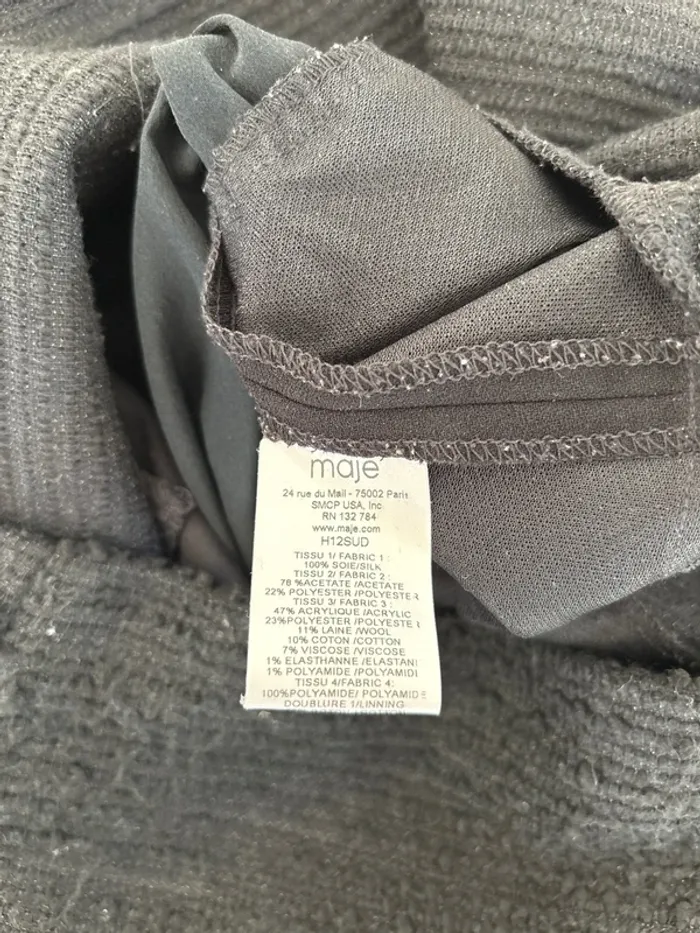 maje
24 rue du Mail - 75002 Paris
SMCP USA, Inc
RN 132 784
www.maje.com
H12SUD
TISSU 1/ FABRIC 1 :
100% SOIE/SILK
TISSU 2/ FABRIC 2 :
78 %ACETATE /ACETATE
22% POLYESTER /POLYESTER
TISSU 3/ FABRIC 3 :
47% ACRYLIQUE /ACRYLIC
23%POLYESTER /POLYESTER
11% LAINE /WOOL
10% COTON /COTTON
7% VISCOSE /VISCOSE
1% ELASTHANNE /ELASTAN
1% POLYAMIDE /POLYAMIDE
TISSU 4/FABRIC 4:
100%POLYAMIDE/ POLYAMIDE
DOUBLURE 1/LINNING